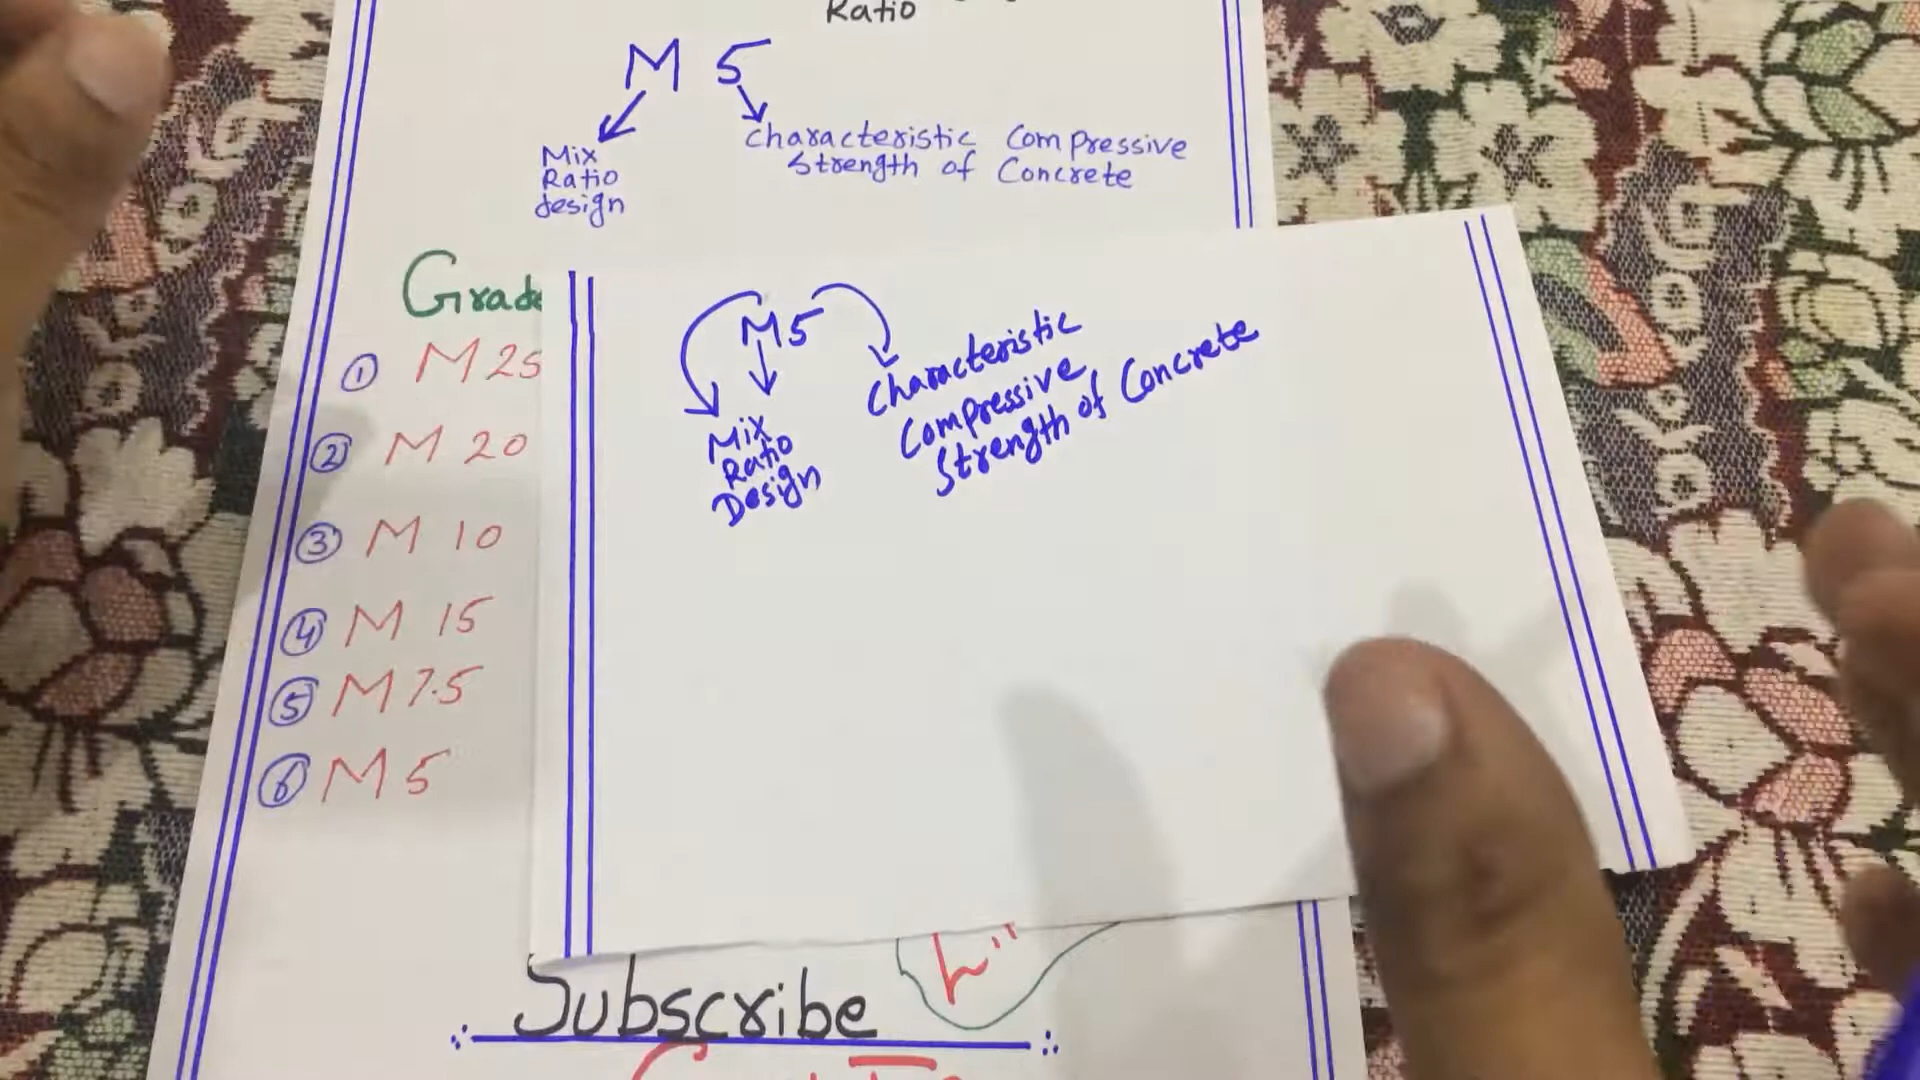 Ratio
M 5
Mix
Ratio
design
Characteristic Compressive
Strength of Concrete
Grade
① M 25
② M 20
③ M 10
④ M 15
⑤ M 7.5
⑥ M 5
M5
Mix
Ratio
Design
Characteristic
Compressive
Strength of Concrete
Subscribe